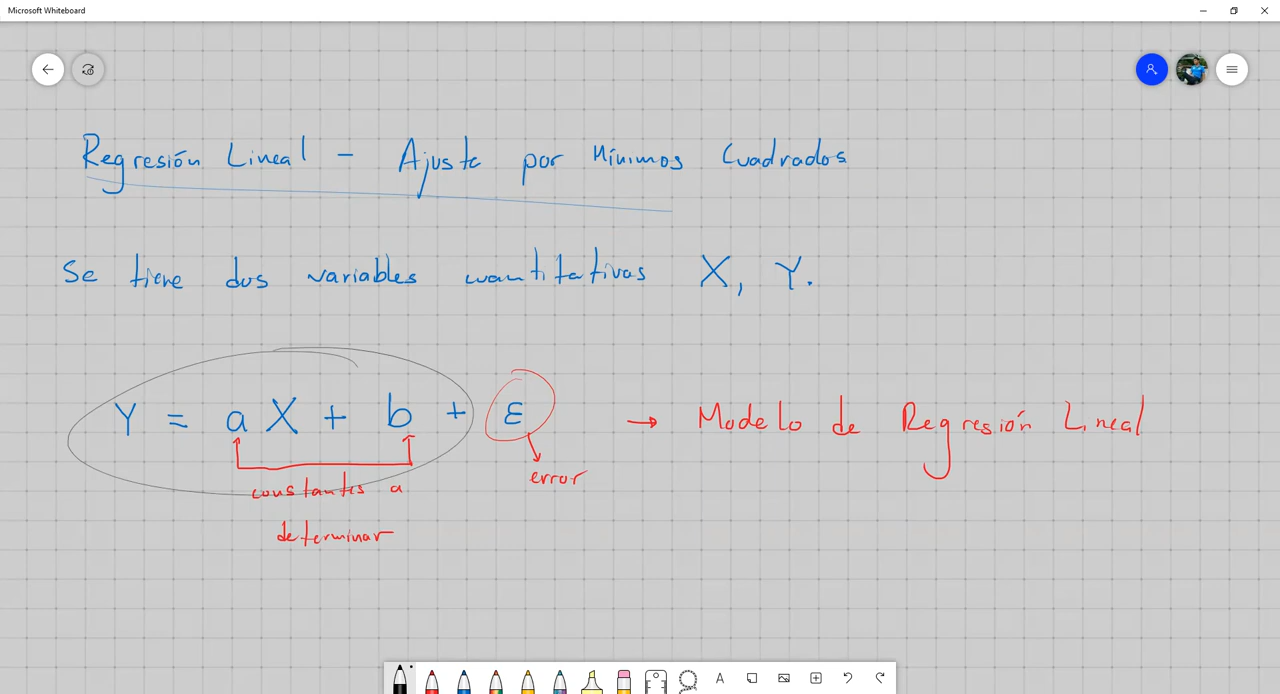 Microsoft Whiteboard
Regresión Lineal - Ajuste por Mínimos Cuadrados
Se tiene dos variables cuantitativas X, Y.
Y = a X + b + ε → Modelo de Regresión Lineal
constantes a
determinar
error
A